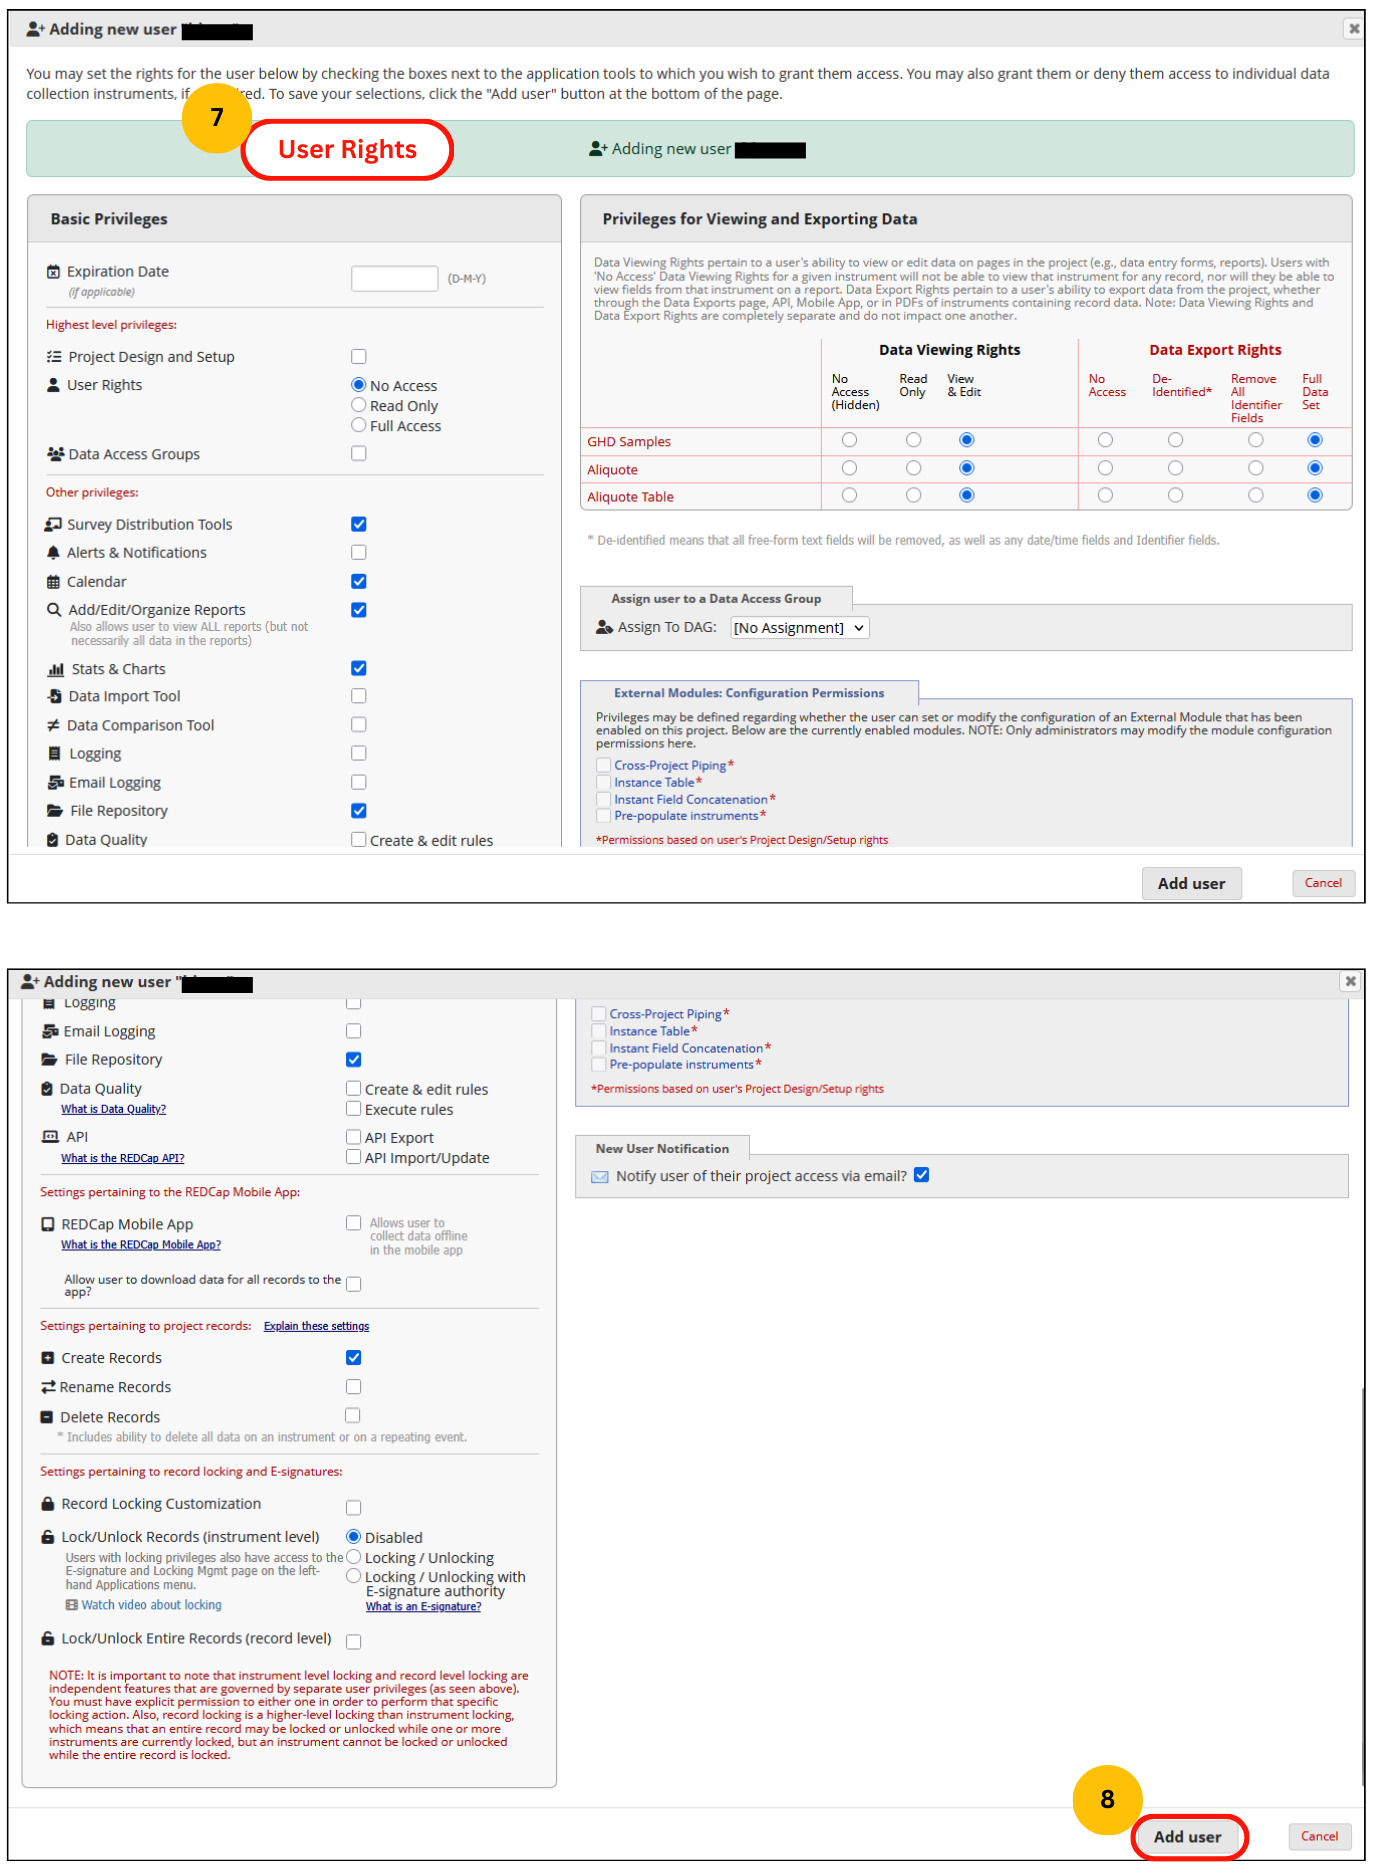 Adding new user
You may set the rights for the user below by checking the boxes next to the application tools to which you wish to grant them access. You may also grant them or deny them access to individual data
collection instruments, if . To save your selections, click the "Add user" button at the bottom of the page.
7
User Rights
Adding new user
Basic Privileges
Expiration Date
(if applicable)
(D-M-Y)
Highest level privileges:
Project Design and Setup
User Rights
No Access
Read Only
Full Access
Data Access Groups
Other privileges:
Survey Distribution Tools
Alerts & Notifications
Calendar
Add/Edit/Organize Reports
Also allows user to view ALL reports (but not
necessarily all data in the reports)
Stats & Charts
Data Import Tool
Data Comparison Tool
Logging
Email Logging
File Repository
Data Quality
Create & edit rules
Privileges for Viewing and Exporting Data
Data Viewing Rights pertain to a user's ability to view or edit data on pages in the project (e.g., data entry forms, reports). Users with
'No Access' Data Viewing Rights for a given instrument will not be able to view that instrument for any record, nor will they be able to
view fields from that instrument on a report. Data Export Rights pertain to a user's ability to export data from the project, whether
through the Data Exports page, API, Mobile App, or in PDFs of instruments containing record data. Note: Data Viewing Rights and
Data Export Rights are completely separate and do not impact one another.
Data Viewing Rights
Data Export Rights
No Access (Hidden)
Read Only
View & Edit
No Access
De-Identified*
Remove All Identifier Fields
Full Data Set
GHD Samples
Aliquote
Aliquote Table
* De-identified means that all free-form text fields will be removed, as well as any date/time fields and Identifier fields.
Assign user to a Data Access Group
Assign To DAG: [No Assignment]
External Modules: Configuration Permissions
Privileges may be defined regarding whether the user can set or modify the configuration of an External Module that has been
enabled on this project. Below are the currently enabled modules. NOTE: Only administrators may modify the module configuration
permissions here.
Cross-Project Piping*
Instance Table*
Instant Field Concatenation*
Pre-populate instruments*
*Permissions based on user's Project Design/Setup rights
Add user
Cancel
Adding new user "
Logging
Email Logging
File Repository
Data Quality
What is Data Quality?
Create & edit rules
Execute rules
API
What is the REDCap API?
API Export
API Import/Update
Settings pertaining to the REDCap Mobile App:
REDCap Mobile App
What is the REDCap Mobile App?
Allows user to
collect data offline
in the mobile app
Allow user to download data for all records to the
app?
Settings pertaining to project records: Explain these settings
Create Records
Rename Records
Delete Records
* Includes ability to delete all data on an instrument or on a repeating event.
Settings pertaining to record locking and E-signatures:
Record Locking Customization
Lock/Unlock Records (instrument level)
Users with locking privileges also have access to the
E-signature and Locking Mgmt page on the left-
hand Applications menu.
Watch video about locking
Disabled
Locking / Unlocking
Locking / Unlocking with
E-signature authority
What is an E-signature?
Lock/Unlock Entire Records (record level)
NOTE: It is important to note that instrument level locking and record level locking are
independent features that are governed by separate user privileges (as seen above).
You must have explicit permission to either one in order to perform that specific
locking action. Also, record locking is a higher-level locking than instrument locking,
which means that an entire record may be locked or unlocked while one or more
instruments are currently locked, but an instrument cannot be locked or unlocked
while the entire record is locked.
Cross-Project Piping*
Instance Table*
Instant Field Concatenation*
Pre-populate instruments*
*Permissions based on user's Project Design/Setup rights
New User Notification
Notify user of their project access via email?
8
Add user
Cancel